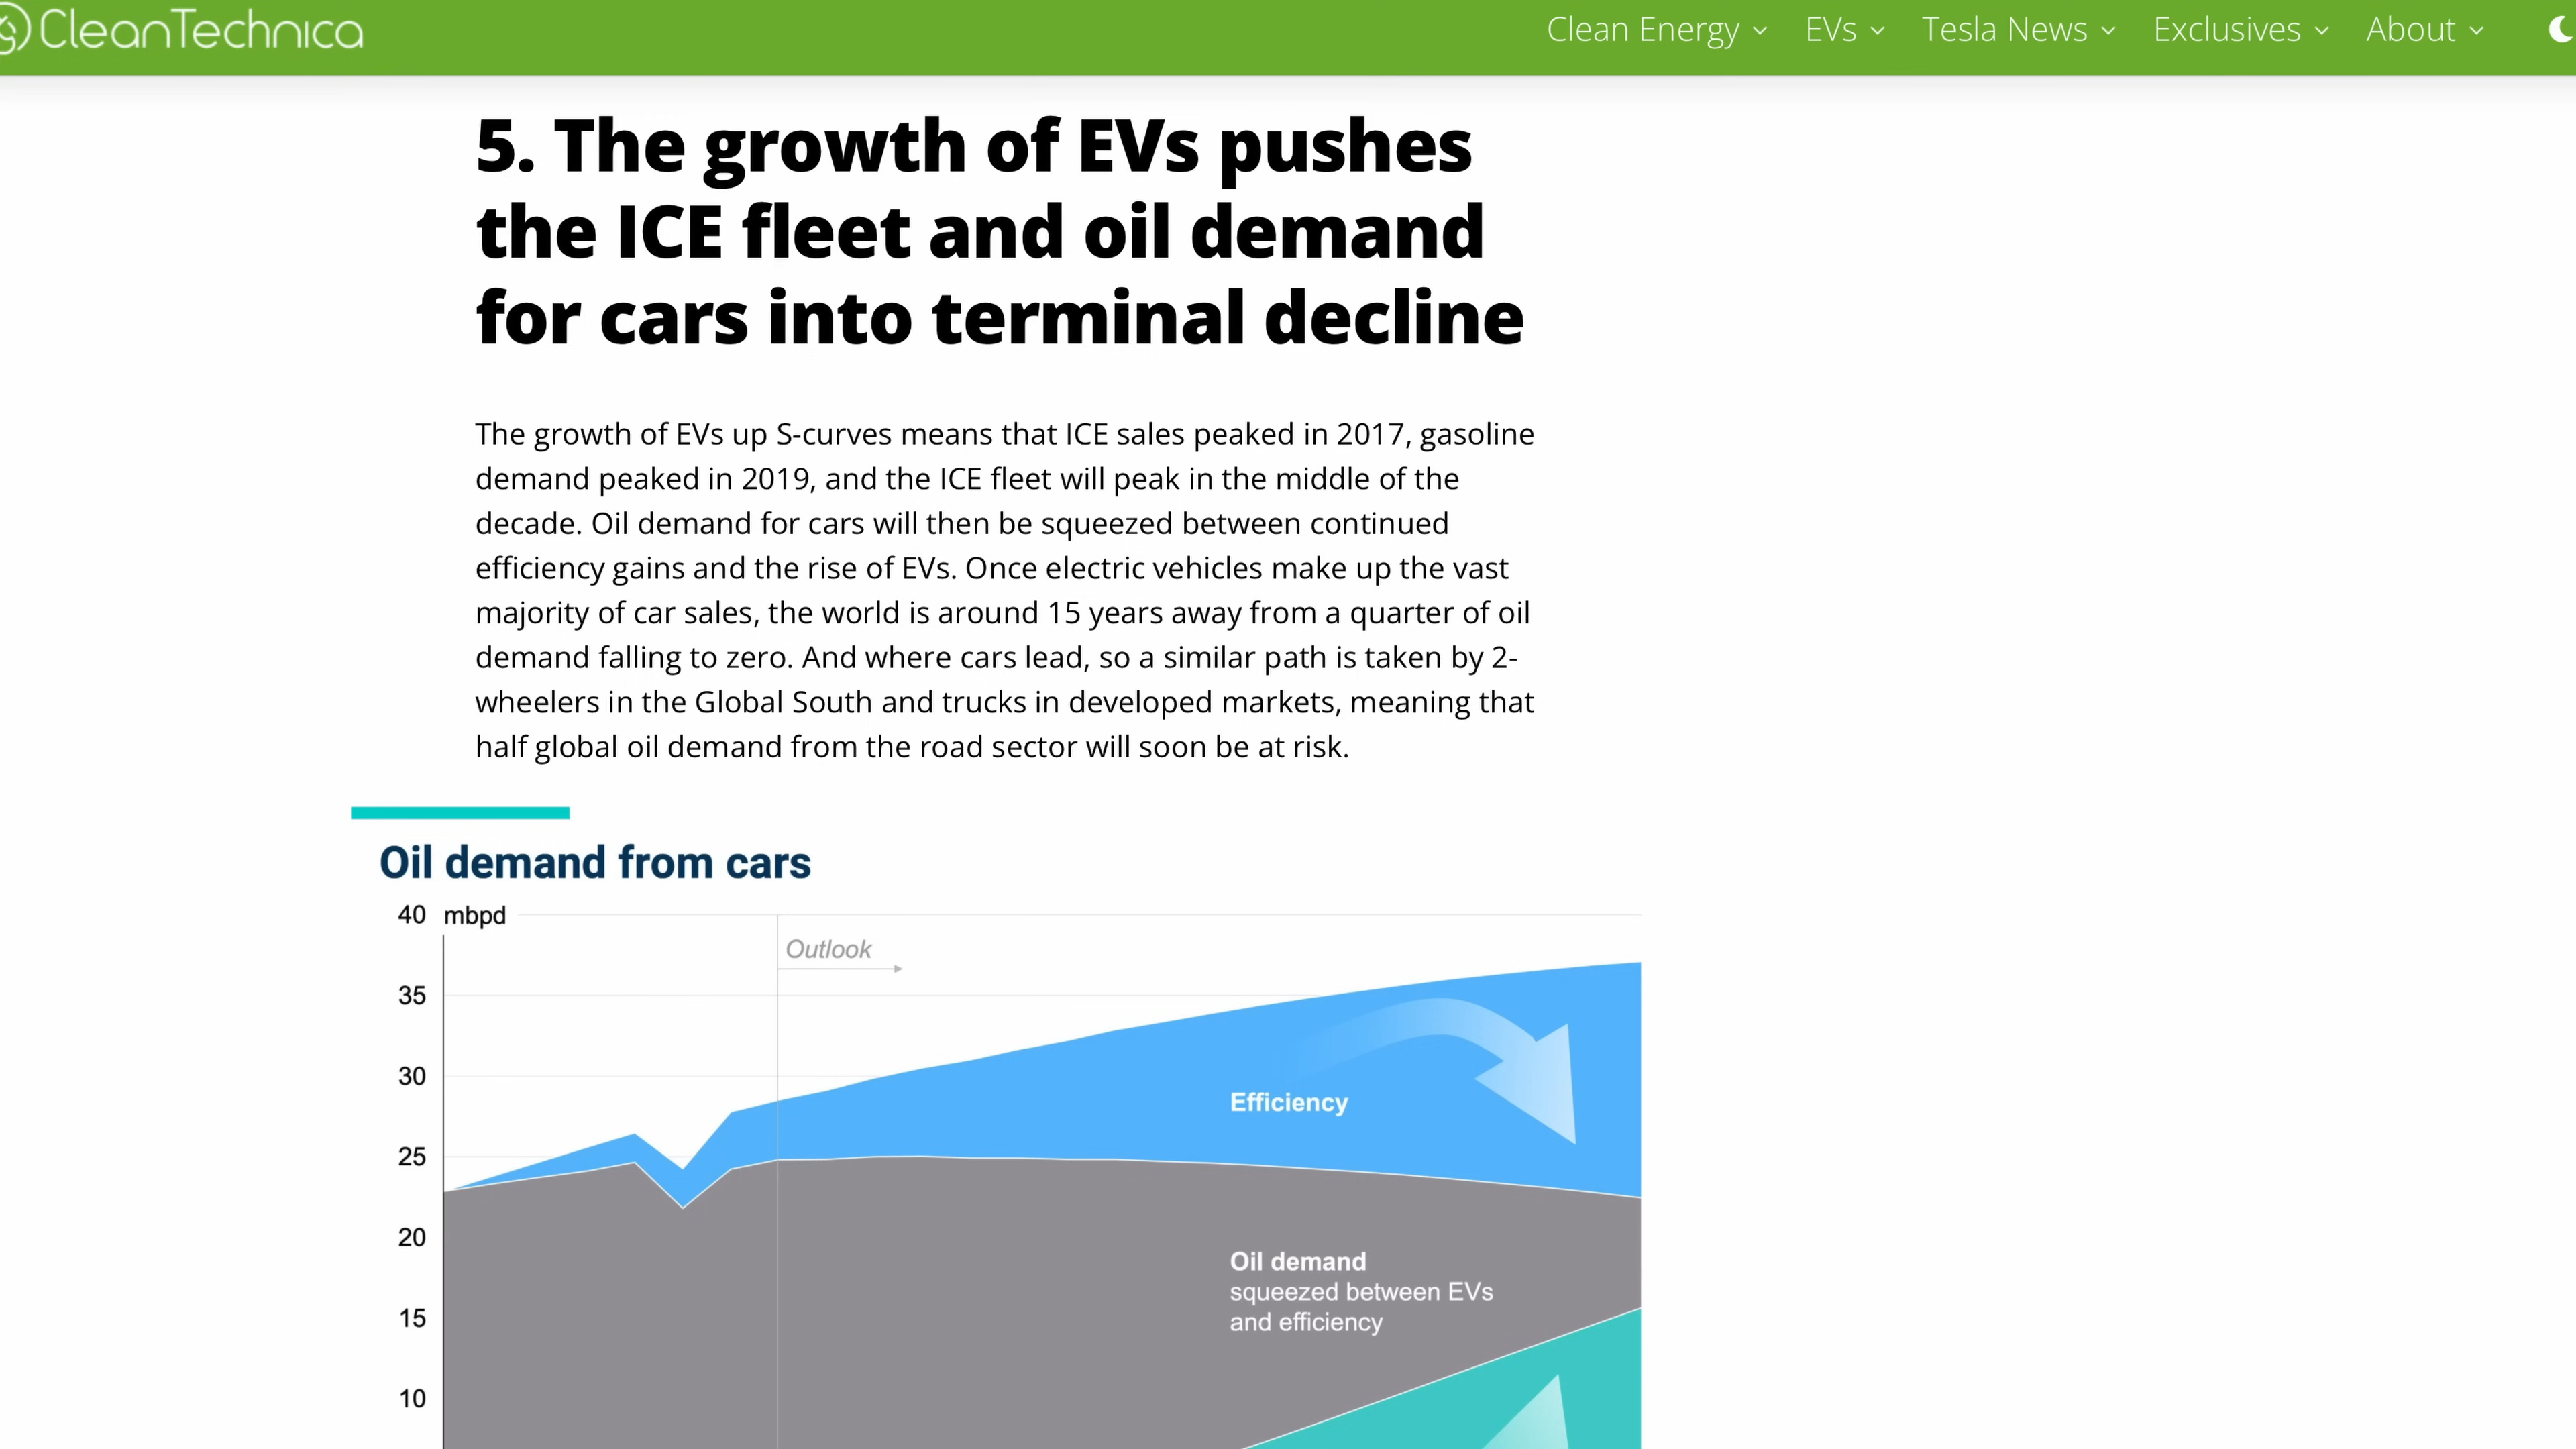 CleanTechnica
Clean Energy EVs Tesla News Exclusives About
5. The growth of EVs pushes
the ICE fleet and oil demand
for cars into terminal decline
The growth of EVs up S-curves means that ICE sales peaked in 2017, gasoline
demand peaked in 2019, and the ICE fleet will peak in the middle of the
decade. Oil demand for cars will then be squeezed between continued
efficiency gains and the rise of EVs. Once electric vehicles make up the vast
majority of car sales, the world is around 15 years away from a quarter of oil
demand falling to zero. And where cars lead, so a similar path is taken by 2-
wheelers in the Global South and trucks in developed markets, meaning that
half global oil demand from the road sector will soon be at risk.
Oil demand from cars
40 mbpd
Outlook
35
30
Efficiency
25
20
Oil demand
squeezed between EVs
15
and efficiency
10